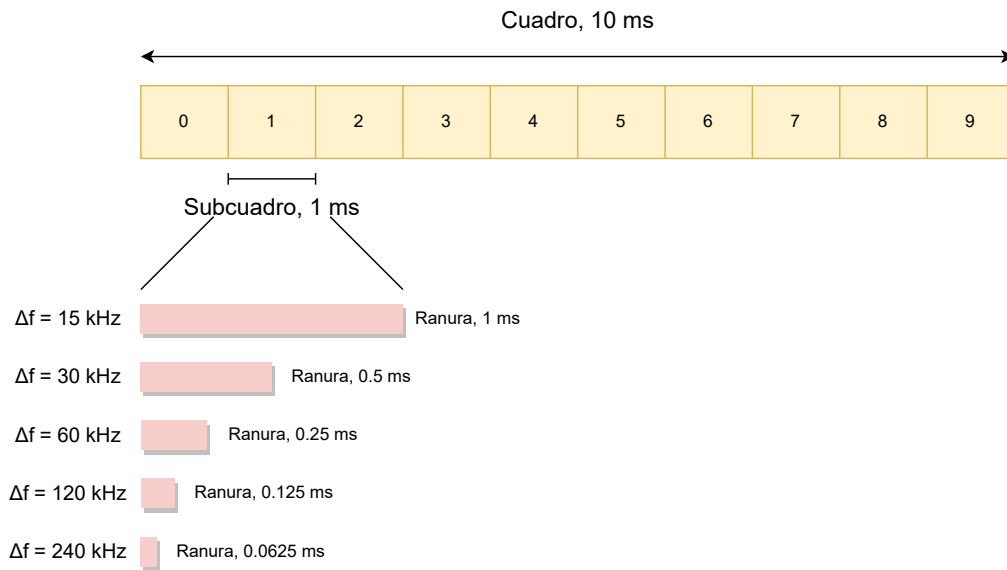 Cuadro, 10 ms
0 1 2 3 4 5 6 7 8 9
Subcuadro, 1 ms
Δf = 15 kHz Ranura, 1 ms
Δf = 30 kHz Ranura, 0.5 ms
Δf = 60 kHz Ranura, 0.25 ms
Δf = 120 kHz Ranura, 0.125 ms
Δf = 240 kHz Ranura, 0.0625 ms